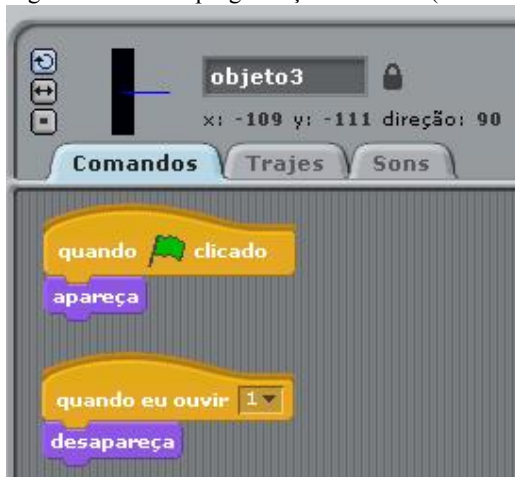 objeto3
x: -109 y: -111 direção: 90
Comandos Trajes Sons
quando clicado
apareça
quando eu ouvir 1
desapareça